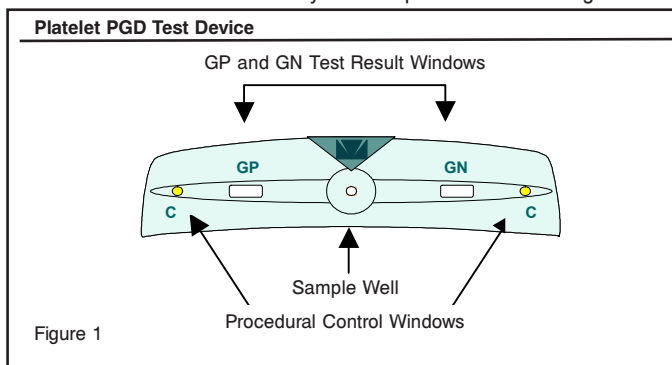 Platelet PGD Test Device
GP and GN Test Result Windows
GP GN
C C
Sample Well
Procedural Control Windows
Figure 1